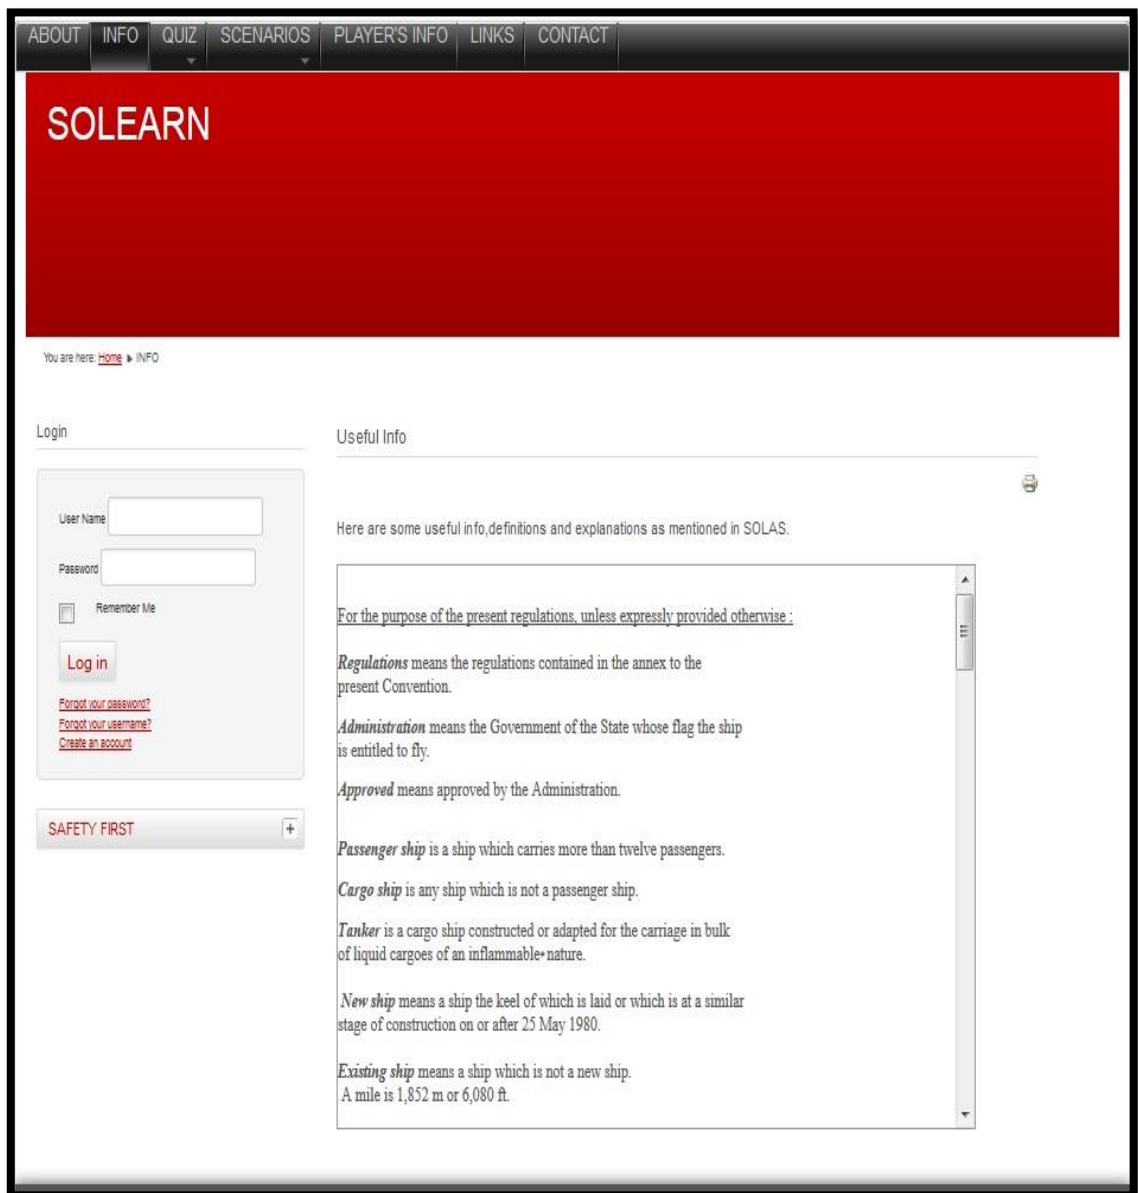 ABOUT INFO QUIZ SCENARIOS PLAYER'S INFO LINKS CONTACT
SOLEARN
You are here: Home INFO
Login
User Name
Password
Remember Me
Log in
Forgot your password?
Forgot your username?
Create an account
SAFETY FIRST
Useful Info
Here are some useful info,definitions and explanations as mentioned in SOLAS.
For the purpose of the present regulations, unless expressly provided otherwise :
Regulations means the regulations contained in the annex to the
present Convention.
Administration means the Government of the State whose flag the ship
is entitled to fly.
Approved means approved by the Administration.
Passenger ship is a ship which carries more than twelve passengers.
Cargo ship is any ship which is not a passenger ship.
Tanker is a cargo ship constructed or adapted for the carriage in bulk
of liquid cargoes of an inflammable* nature.
New ship means a ship the keel of which is laid or which is at a similar
stage of construction on or after 25 May 1980.
Existing ship means a ship which is not a new ship.
A mile is 1,852 m or 6,080 ft.